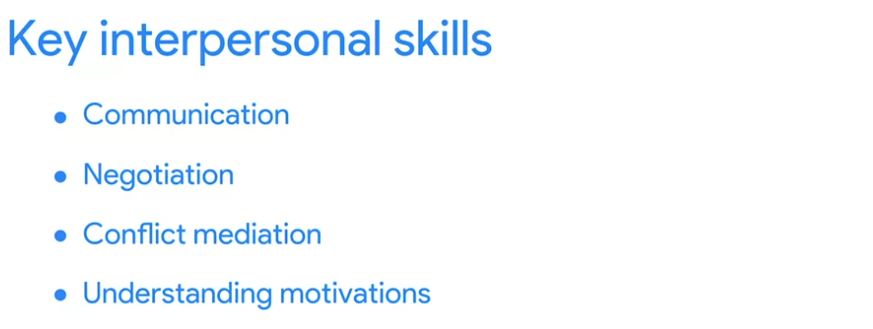 Key interpersonal skills
• Communication
• Negotiation
• Conflict mediation
• Understanding motivations